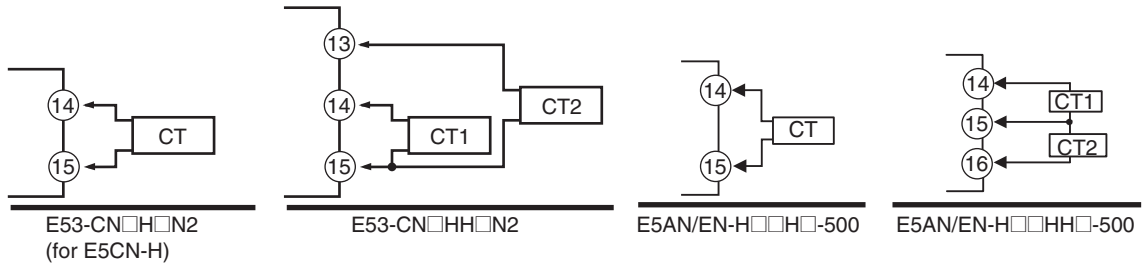 14
15
CT
E53-CN□H□N2
(for E5CN-H)
13
14
15
CT1
CT2
E53-CN□HH□N2
14
15
CT
E5AN/EN-H□□H□-500
14
15
16
CT1
CT2
E5AN/EN-H□□HH□-500